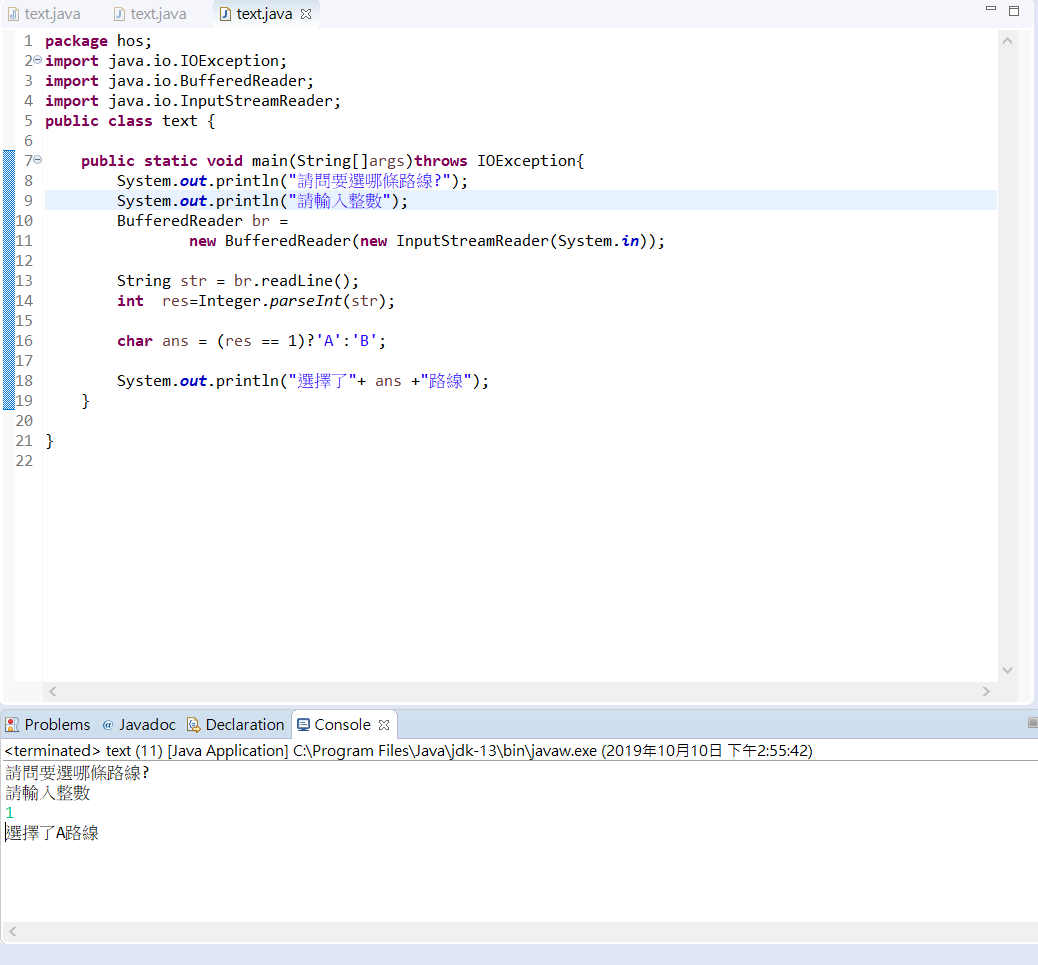 text.java text.java text.java
1 package hos;
2 import java.io.IOException;
3 import java.io.BufferedReader;
4 import java.io.InputStreamReader;
5 public class text {
6
7 public static void main(String[]args)throws IOException{
8 System.out.println("請問要選哪條路線?");
9 System.out.println("請輸入整數");
10 BufferedReader br =
11 new BufferedReader(new InputStreamReader(System.in));
12
13 String str = br.readLine();
14 int  res=Integer.parseInt(str);
15
16 char ans = (res == 1)?'A':'B';
17
18 System.out.println("選擇了"+ ans +"路線");
19 }
20
21 }
22
Problems @ Javadoc Declaration Console
<terminated> text (11) [Java Application] C:\Program Files\Java\jdk-13\bin\javaw.exe (2019年10月10日 下午2:55:42)
請問要選哪條路線?
請輸入整數
1
選擇了A路線